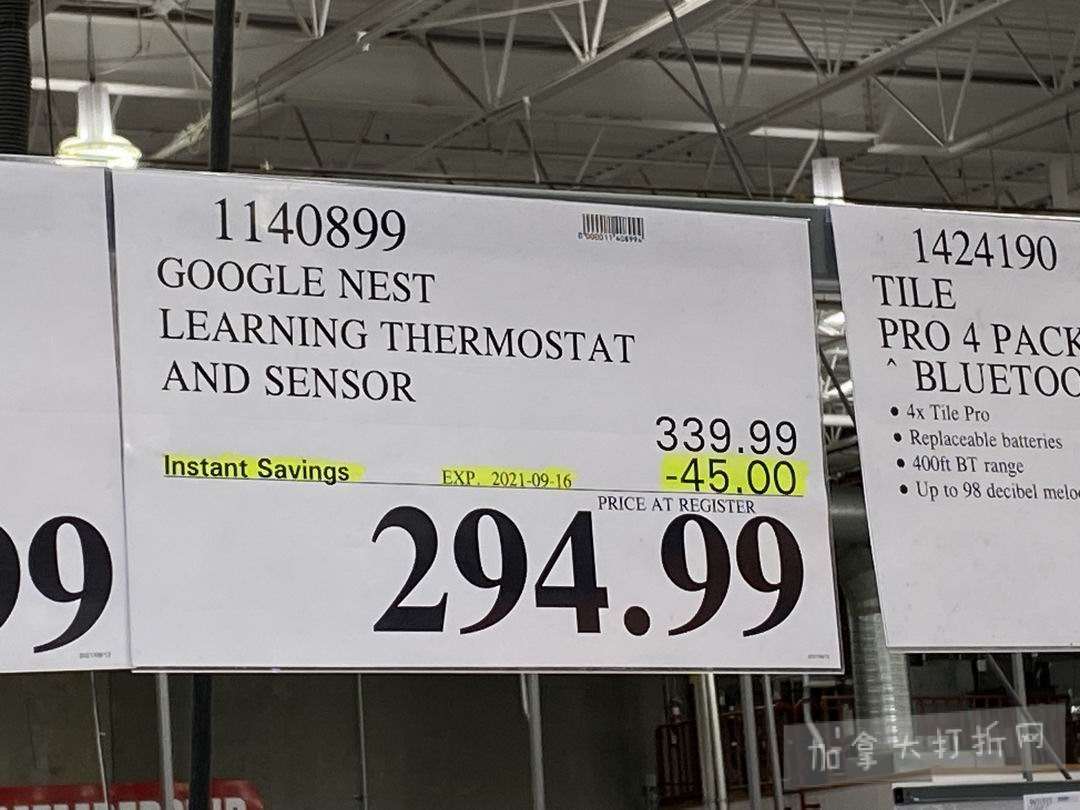 99
1140899
GOOGLE NEST
LEARNING THERMOSTAT
AND SENSOR
339.99
Instant Savings EXP. 2021-09-16 -45.00
PRICE AT REGISTER
294.99
1424190
TILE
PRO 4 PACK
^ BLUETOO
• 4x Tile Pro
• Replaceable batteries
• 400ft BT range
• Up to 98 decibel melo
加拿大打折网